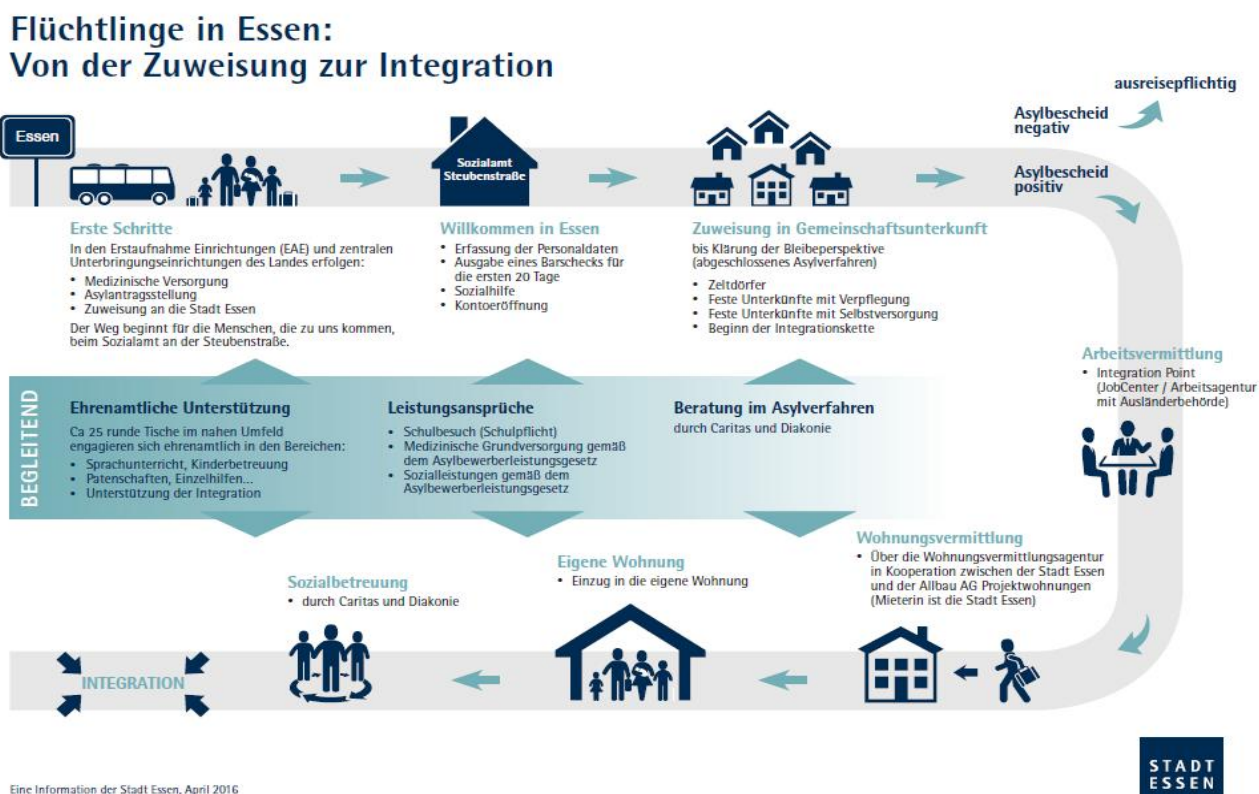 Flüchtlinge in Essen:
Von der Zuweisung zur Integration
Essen
Sozialamt
Steubenstraße
Asylbescheid
negativ
ausreisepflichtig
Asylbescheid
positiv
Erste Schritte
In den Erstaufnahme Einrichtungen (EAE) und zentralen
Unterbringungseinrichtungen des Landes erfolgen:
• Medizinische Versorgung
• Asylantragsstellung
• Zuweisung an die Stadt Essen
Der Weg beginnt für die Menschen, die zu uns kommen,
beim Sozialamt an der Steubenstraße.
Willkommen in Essen
• Erfassung der Personaldaten
• Ausgabe eines Barschecks für
die ersten 20 Tage
• Sozialhilfe
• Kontoeröffnung
Zuweisung in Gemeinschaftsunterkunft
bis Klärung der Bleibeperspektive
(abgeschlossenes Asylverfahren)
• Zeltdörfer
• Feste Unterkünfte mit Verpflegung
• Feste Unterkünfte mit Selbstversorgung
• Beginn der Integrationskette
Arbeitsvermittlung
• Integration Point
(JobCenter / Arbeitsagentur
mit Ausländerbehörde)
BEGLEITEND
Ehrenamtliche Unterstützung
Ca 25 runde Tische im nahen Umfeld
engagieren sich ehrenamtlich in den Bereichen:
• Sprachunterricht, Kinderbetreuung
• Patenschaften, Einzelhilfen...
• Unterstützung der Integration
Leistungsansprüche
• Schulbesuch (Schulpflicht)
• Medizinische Grundversorgung gemäß
dem Asylbewerberleistungsgesetz
• Sozialleistungen gemäß dem
Asylbewerberleistungsgesetz
Beratung im Asylverfahren
durch Caritas und Diakonie
Wohnungsvermittlung
• Über die Wohnungsvermittlungsagentur
in Kooperation zwischen der Stadt Essen
und der Allbau AG Projektwohnungen
(Mieterin ist die Stadt Essen)
Eigene Wohnung
• Einzug in die eigene Wohnung
Sozialbetreuung
• durch Caritas und Diakonie
INTEGRATION
STADT
ESSEN
Eine Information der Stadt Essen, April 2016